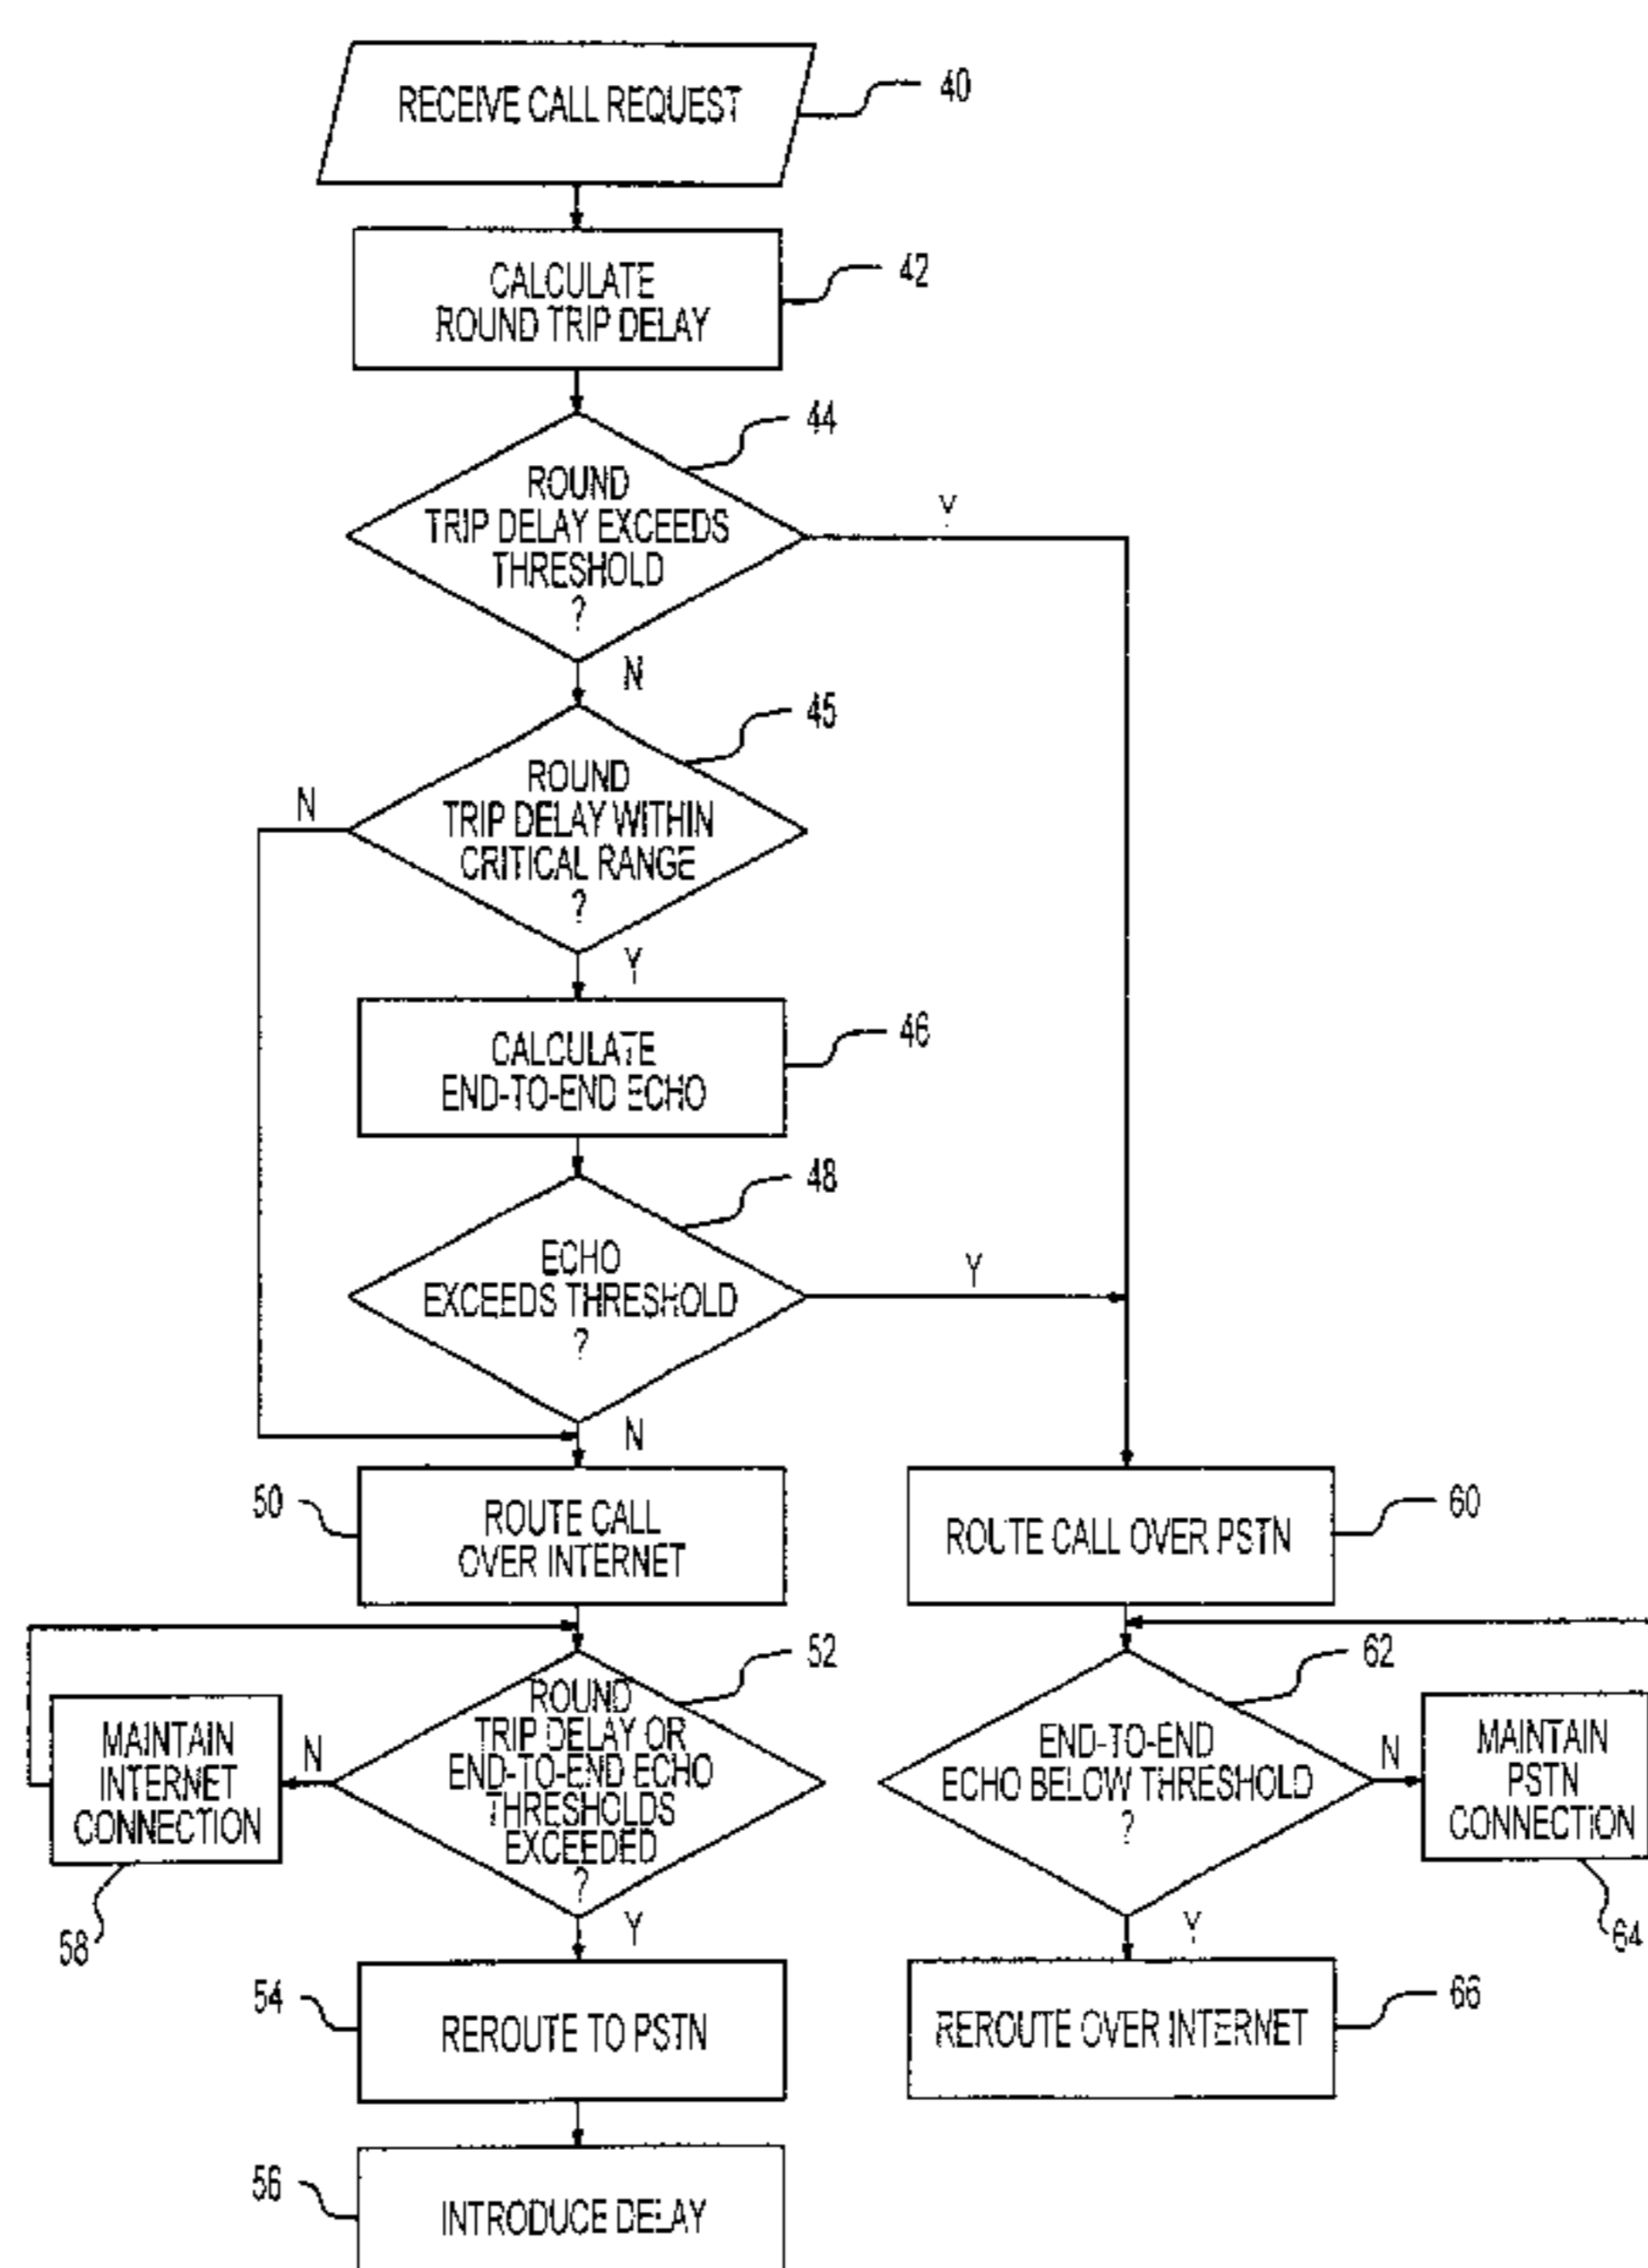 RECEIVE CALL REQUEST
40
CALCULATE
ROUND TRIP DELAY
42
44
ROUND
TRIP DELAY EXCEEDS
THRESHOLD
?
Y
N
45
ROUND
TRIP DELAY WITHIN
CRITICAL RANGE
?
N
Y
CALCULATE
END-TO-END ECHO
46
48
ECHO
EXCEEDS THRESHOLD
?
Y
N
50
ROUTE CALL
OVER INTERNET
ROUTE CALL OVER PSTN
60
52
ROUND
TRIP DELAY OR
END-TO-END ECHO
THRESHOLDS
EXCEEDED
?
N
MAINTAIN
INTERNET
CONNECTION
58
Y
62
END-TO-END
ECHO BELOW THRESHOLD
?
N
MAINTAIN
PSTN
CONNECTION
64
Y
54
REROUTE TO PSTN
REROUTE OVER INTERNET
66
56
INTRODUCE DELAY